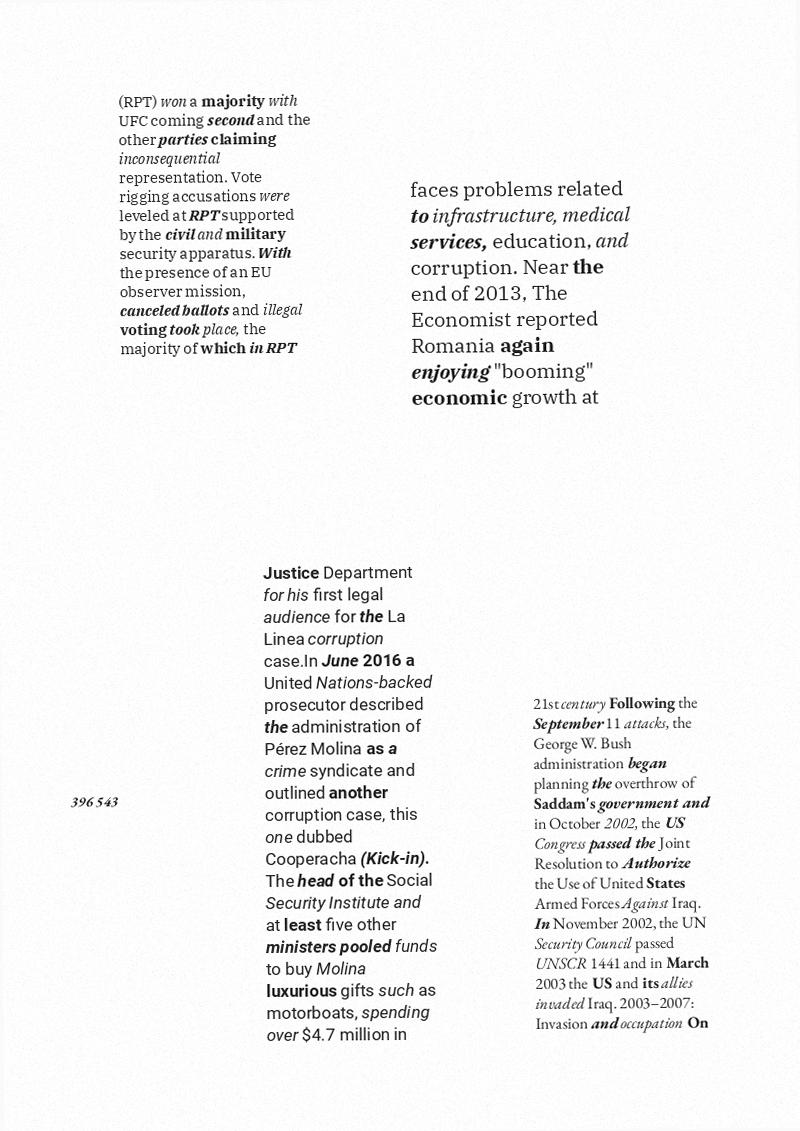 (RPT) won a majority with
UFC coming second and the
other parties claiming
inconsequential
representation. Vote
rigging accusations were
leveled at RPT supported
by the civil and military
security apparatus. With
the presence of an EU
observer mission,
canceled ballots and illegal
voting took place, the
majority of which in RPT
faces problems related
to infrastructure, medical
services, education, and
corruption. Near the
end of 2013, The
Economist reported
Romania again
enjoying "booming"
economic growth at
Justice Department
for his first legal
audience for the La
Linea corruption
case.In June 2016 a
United Nations-backed
prosecutor described
the administration of
Pérez Molina as a
crime syndicate and
outlined another
corruption case, this
one dubbed
Cooperacha (Kick-in).
The head of the Social
Security Institute and
at least five other
ministers pooled funds
to buy Molina
luxurious gifts such as
motorboats, spending
over $4.7 million in
396 543
21st century Following the
September 11 attacks, the
George W. Bush
administration began
planning the overthrow of
Saddam's government and
in October 2002, the US
Congress passed the Joint
Resolution to Authorize
the Use of United States
Armed Forces Against Iraq.
In November 2002, the UN
Security Council passed
UNSCR 1441 and in March
2003 the US and its allies
invaded Iraq. 2003–2007:
Invasion and occupation On